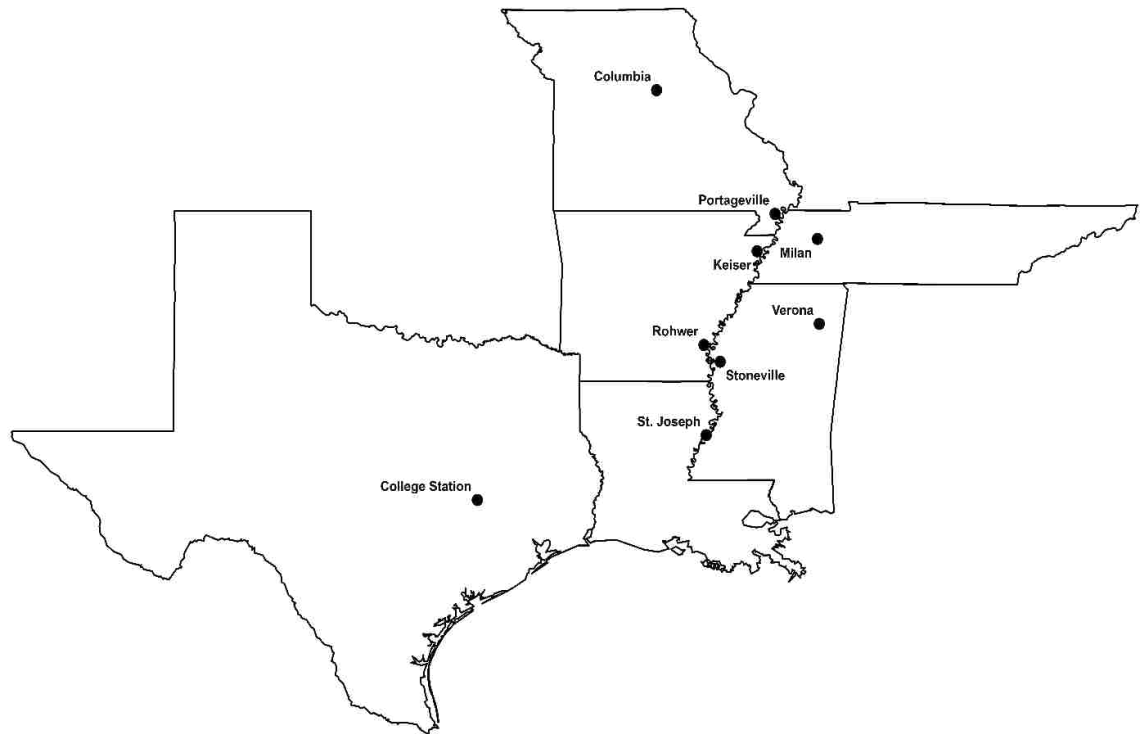 Columbia
Portageville
Milan
Keiser
Verona
Rohwer
Stoneville
St. Joseph
College Station